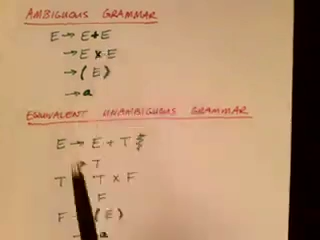 AMBIGUOUS GRAMMAR
E → E + E
→ E x E
→ ( E )
→ a
EQUIVALENT UNAMBIGUOUS GRAMMAR
E → E + T
T
T T x F
F
F ( E )
→ a